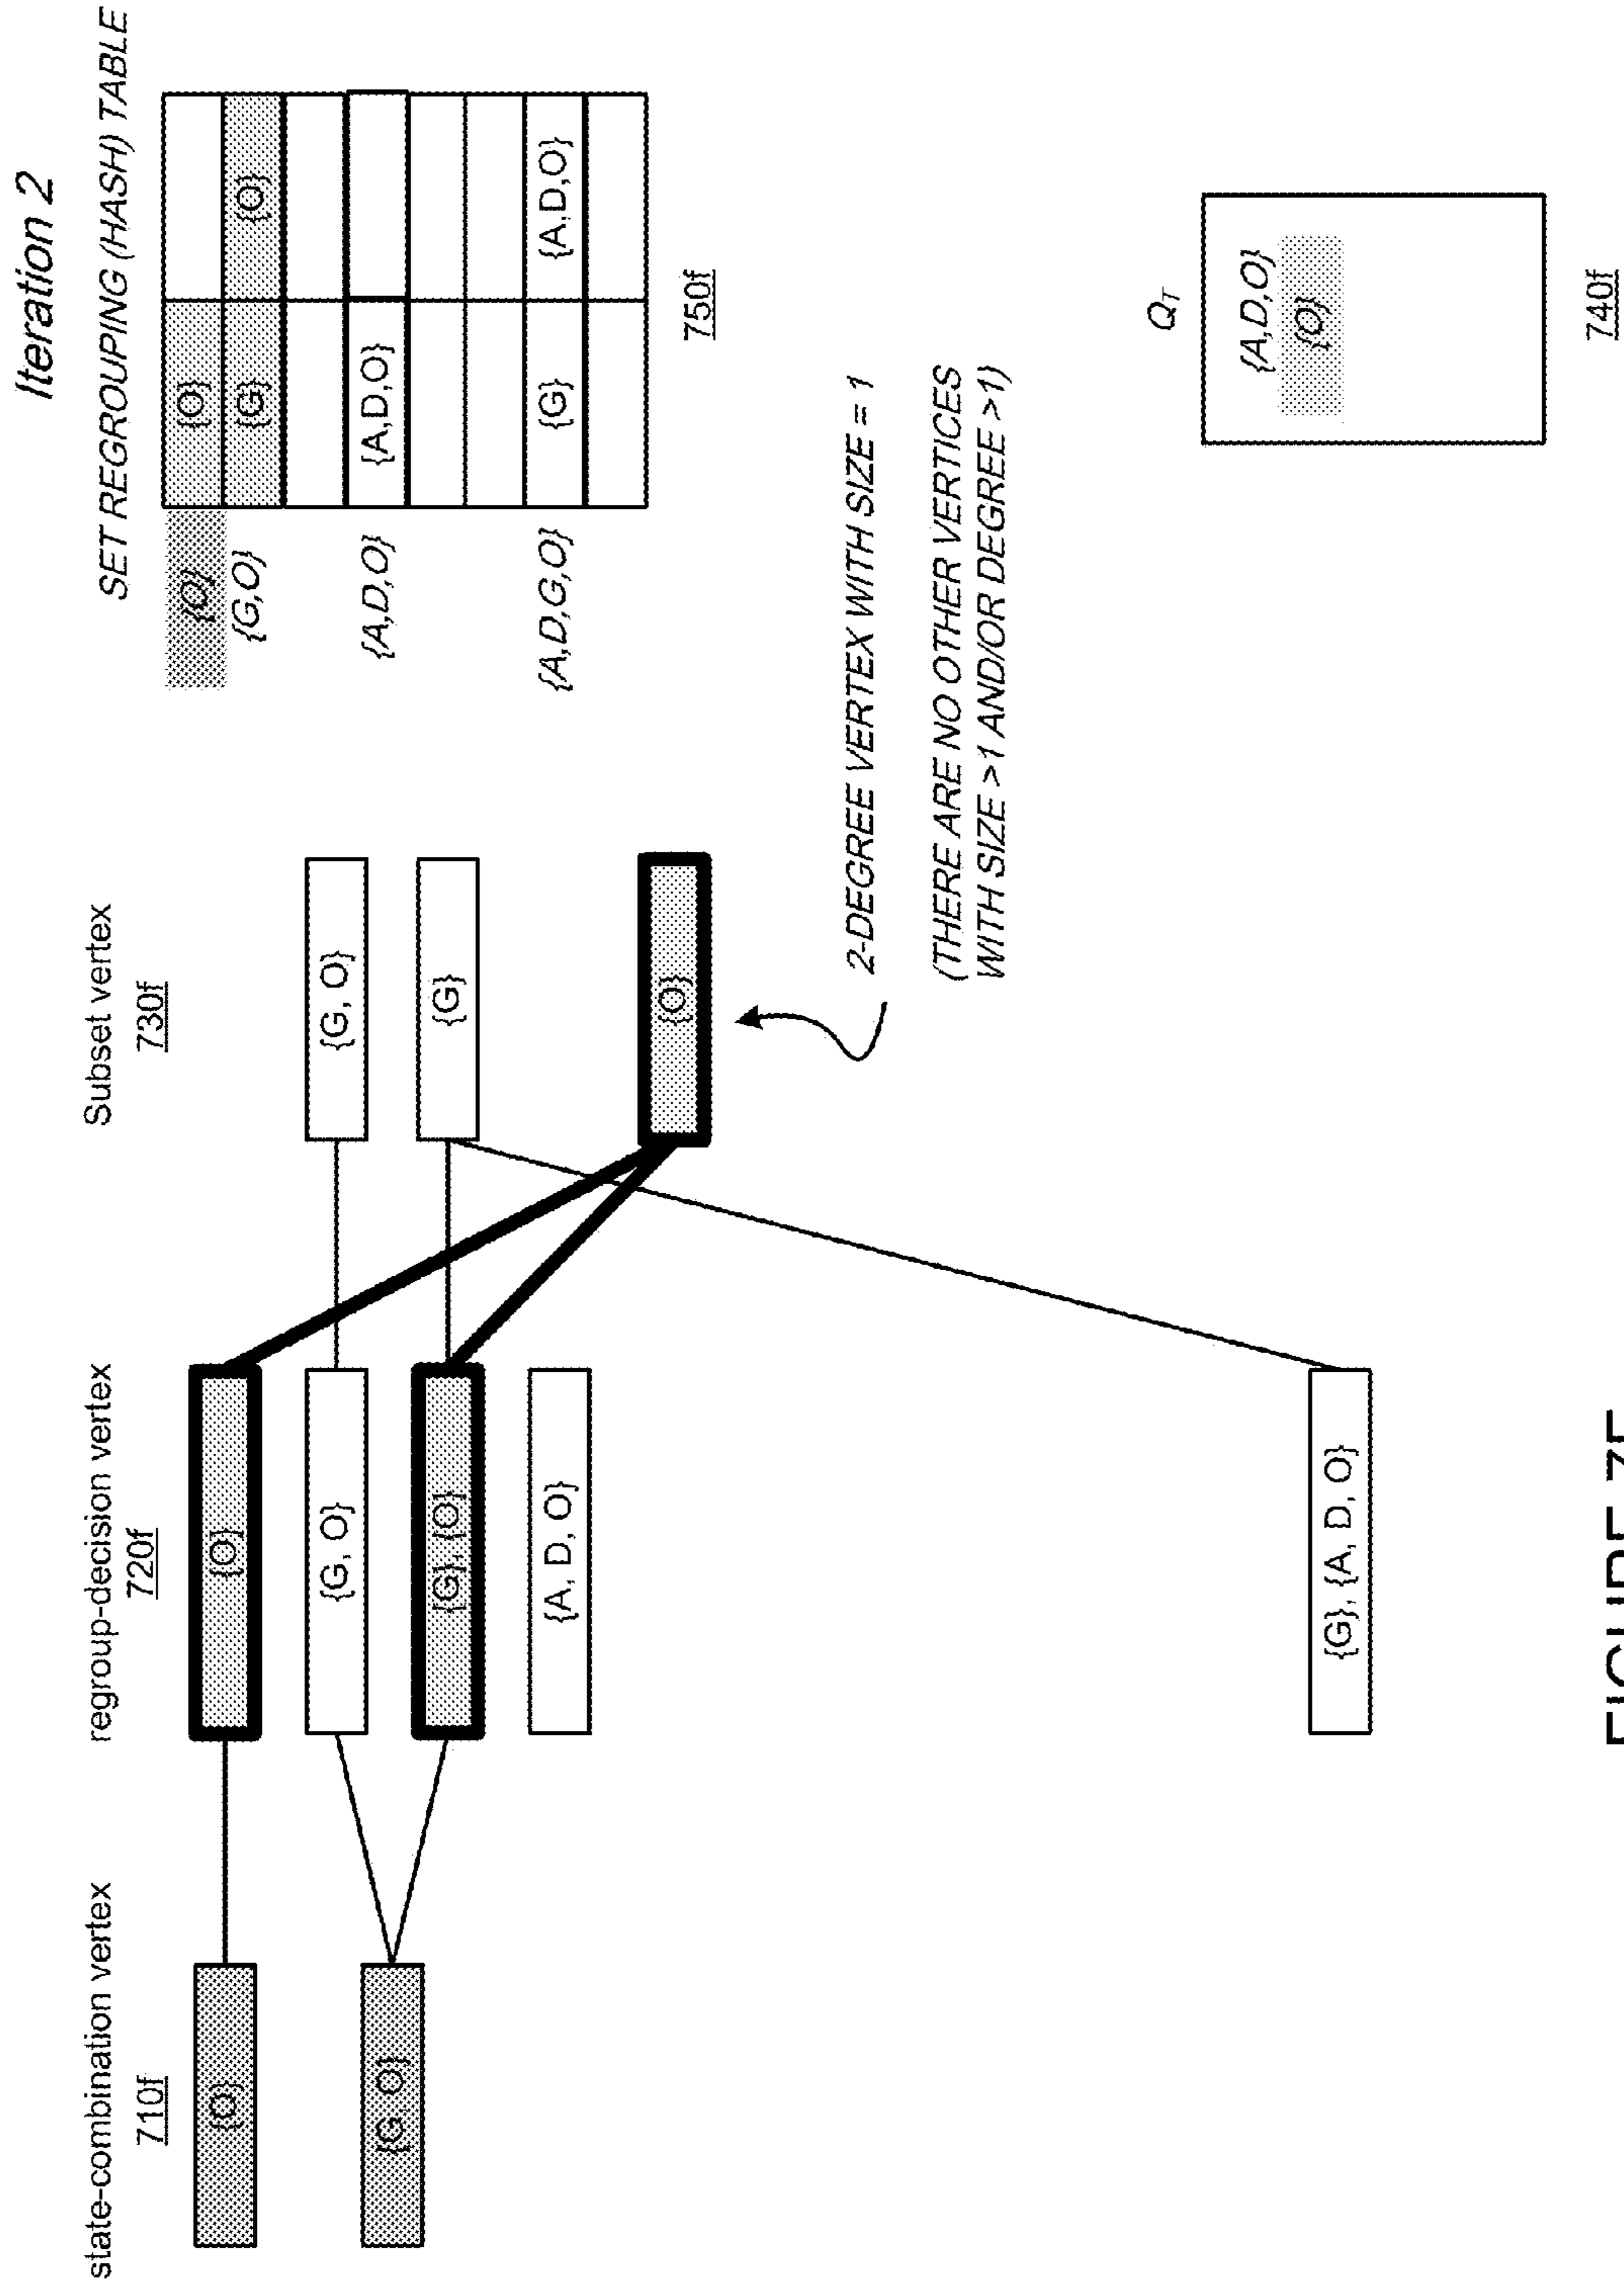 Iteration 2
state-combination vertex
710f
regroup-decision vertex
720f
Subset vertex
730f
SET REGROUPING (HASH) TABLE
{O}
{O}
{O}
{O}
{O}
{G,O}
{G}
{O}
{G, O}
{G, O}
{G, O}
{A,D,O}
{A,D,O}
{G}, {O}
{G}
{A,D,G,O}
{G}
{A,D,O}
{A, D, O}
{O}
750f
2-DEGREE VERTEX WITH SIZE = 1
(THERE ARE NO OTHER VERTICES
WITH SIZE >1 AND/OR DEGREE >1)
QT
{A,D,O}
{O}
{G}, {A, D, O}
740f